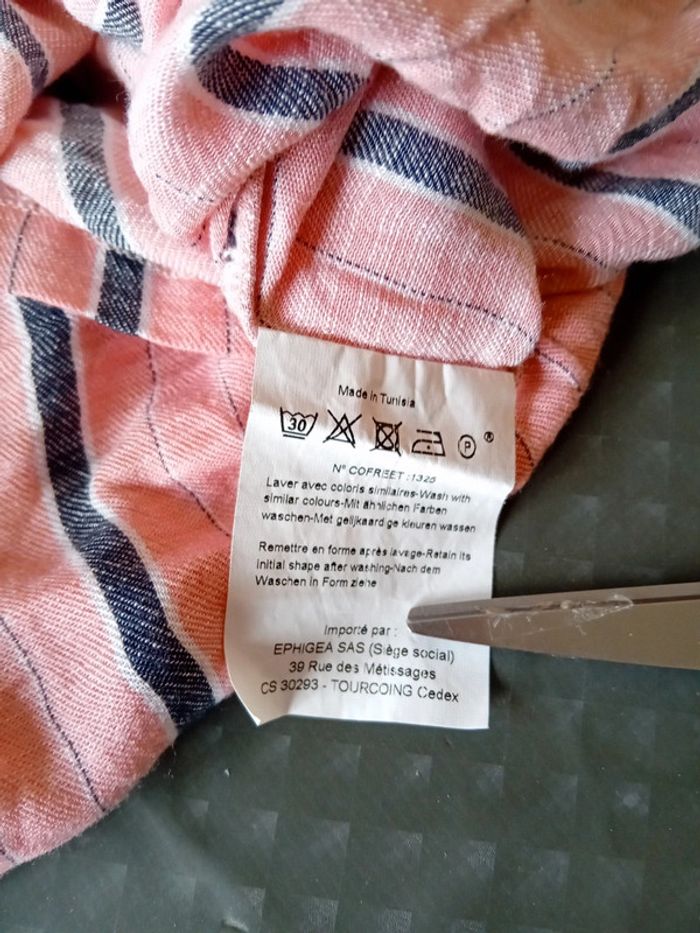 Made in Tunisia
30 P ®
N° COFREET :1325
Laver avec coloris similaires-Wash with
similar colours-Mit ähnlichen Farben
waschen-Met gelijkaard ge kleuren wassen
Remettre en forme après lavage-Retain its
initial shape after washing-Nach dem
Waschen in Form ziehe
Importé par :
EPHIGEA SAS (Siège social)
39 Rue des Métissages
CS 30293 - TOURCOING Cedex